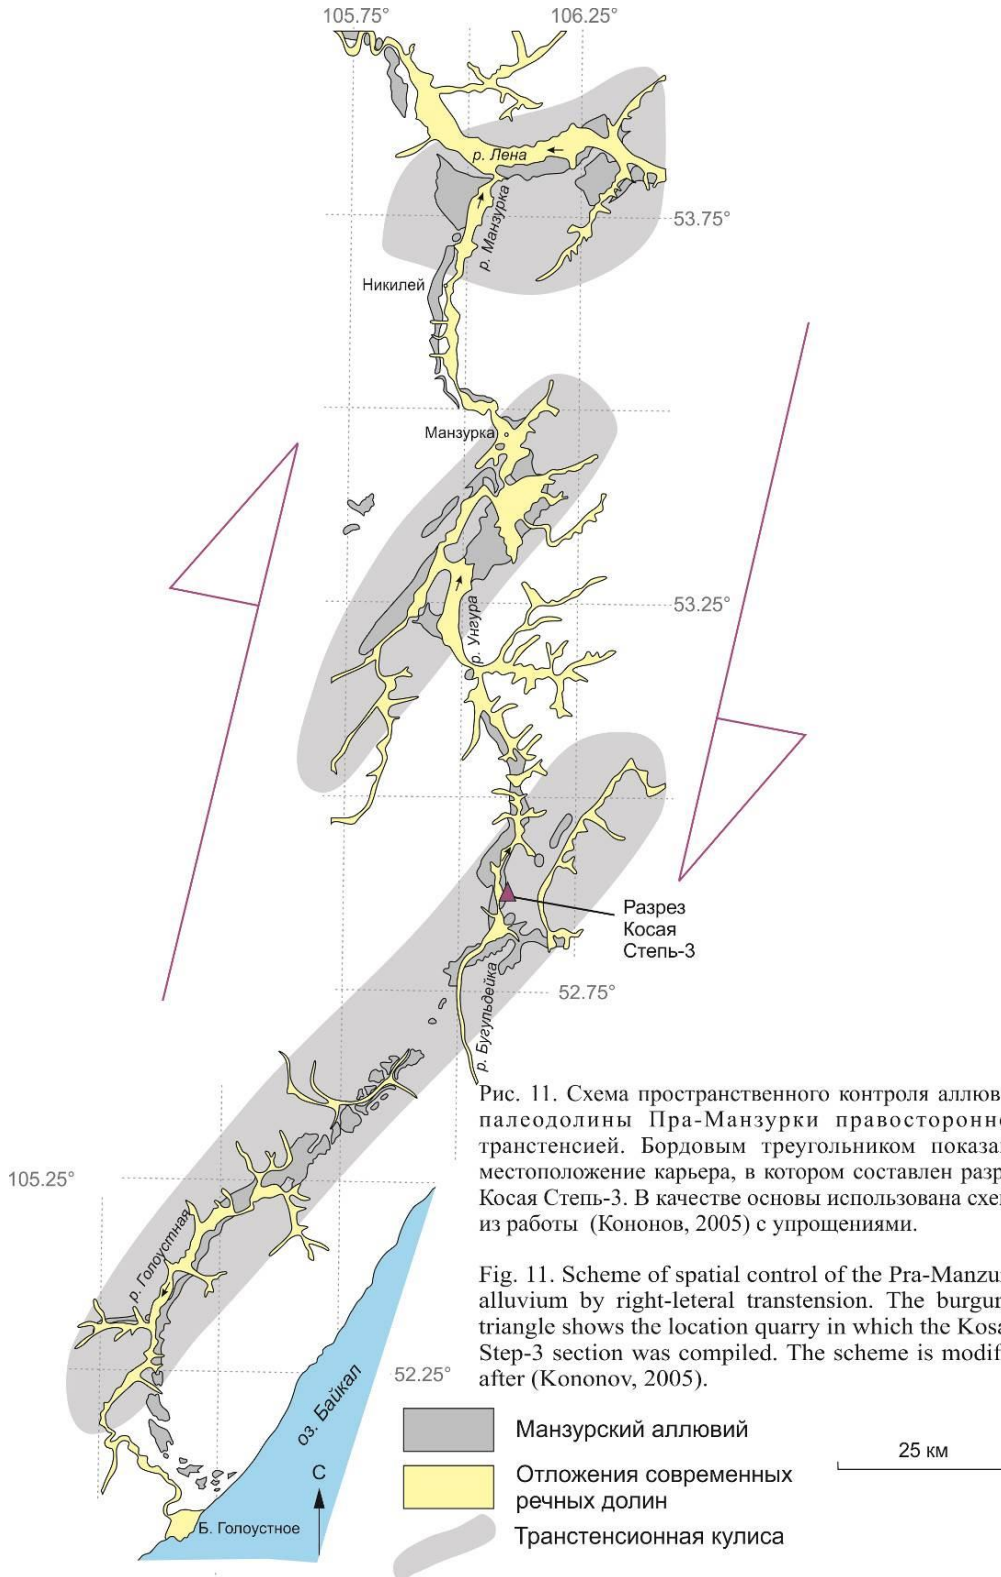 105.75°
106.25°
р. Лена
р. Манзурка
53.75°
Никилей
Манзурка
53.25°
р. Унгура
Разрез
Косая
Степь-3
52.75°
р. Бугульдейка
105.25°
р. Голоустная
52.25°
оз. Байкал
С
Б. Голоустное
Рис. 11. Схема пространственного контроля аллюв
палеодолины Пра-Манзурки правосторонне
транстенсией. Бордовым треугольником показа
местоположение карьера, в котором составлен разр
Косая Степь-3. В качестве основы использована схе
из работы (Кононов, 2005) с упрощениями.
Fig. 11. Scheme of spatial control of the Pra-Manzu
alluvium by right-leteral transtension. The burgun
triangle shows the location quarry in which the Kosa
Step-3 section was compiled. The scheme is modif
after (Kononov, 2005).
Манзурский аллювий
Отложения современных
речных долин
Транстенсионная кулиса
25 км